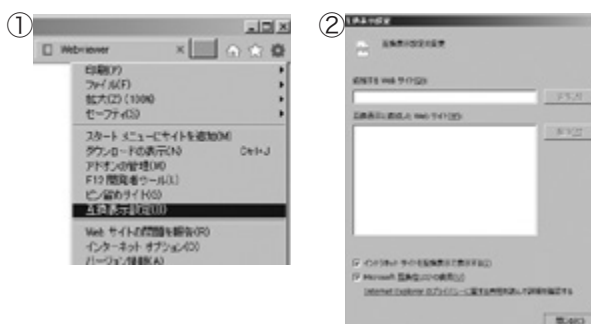 ①
Webviewer
印刷(P)
ファイル(F)
拡大(Z) (100%)
セーフティ(S)
スタート メニューにサイトを追加(M)
ダウンロードの表示(N) Ctrl+J
アドオンの管理(M)
F12 開発者ツール(L)
ピン留めサイト(G)
互換表示設定(B)
Web サイトの問題を報告(R)
インターネット オプション(O)
バージョン情報(A)
②
互換表示設定
互換表示設定の変更
追加する Web サイト(D):
追加(A)
互換表示に追加した Web サイト(W):
イントラネット サイトを互換表示で表示する(I)
Microsoft 互換性リストの使用(U)
閉じる(C)